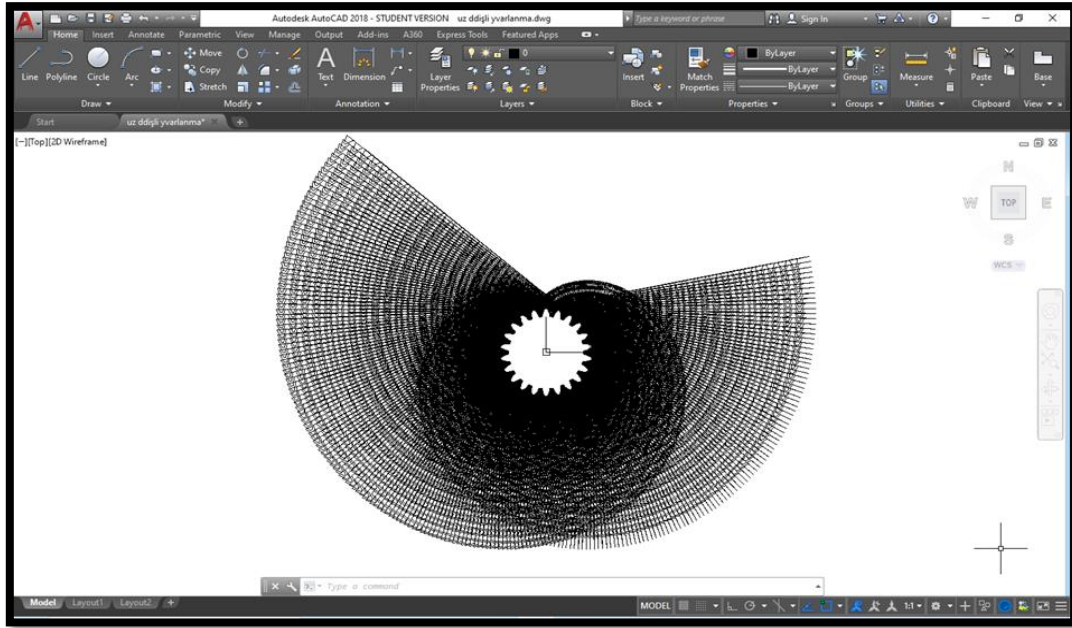 Autodesk AutoCAD 2018 - STUDENT VERSION uz ddişli yvarlanma.dwg
Type a keyword or phrase
Sign In
Home Insert Annotate Parametric View Manage Output Add-ins A360 Express Tools Featured Apps
Line Polyline Circle Arc
Move
Copy
Stretch
Text Dimension
Layer Properties
0
Insert
Match Properties
ByLayer
ByLayer
ByLayer
Group
Measure
Paste
Base
Draw Modify Annotation Layers Block Properties Groups Utilities Clipboard View
Start uz ddişli yvarlanma*
[−][Top][2D Wireframe]
N
W TOP E
S
WCS
Type a command
Model Layout1 Layout2 +
MODEL 1:1